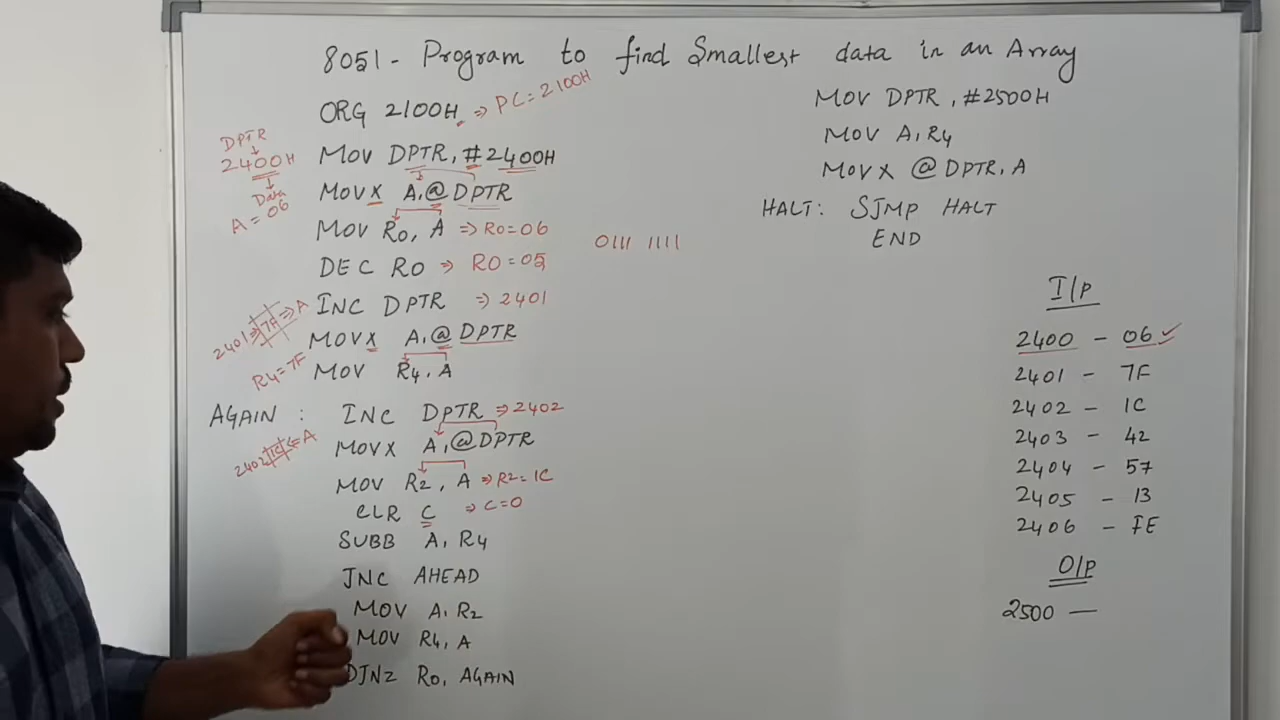 8051 - Program to find Smallest data in an Array
ORG 2100H ⇒ PC = 2100H
DPTR
↓
2400H
↓
Data
A = 06
MOV DPTR, #2400H
MOVX A, @DPTR
MOV R0, A ⇒ R0 = 06
DEC R0 ⇒ R0 = 05
INC DPTR ⇒ 2401
2401 ⇒ 7F ⇒ A
MOVX A, @DPTR
R4 = 7F
MOV R4, A
AGAIN : INC DPTR ⇒ 2402
2402 1C ⇐ A
MOVX A, @DPTR
MOV R2, A ⇒ R2 = 1C
CLR C ⇒ C = 0
SUBB A, R4
JNC AHEAD
MOV A, R2
MOV R4, A
DJNZ R0, AGAIN
0111 1111
MOV DPTR, #2500H
MOV A, R4
MOVX @DPTR, A
HALT: SJMP HALT
END
I/p
2400 - 06 ✓
2401 - 7F
2402 - 1C
2403 - 42
2404 - 57
2405 - 13
2406 - FE
O/p
2500 —